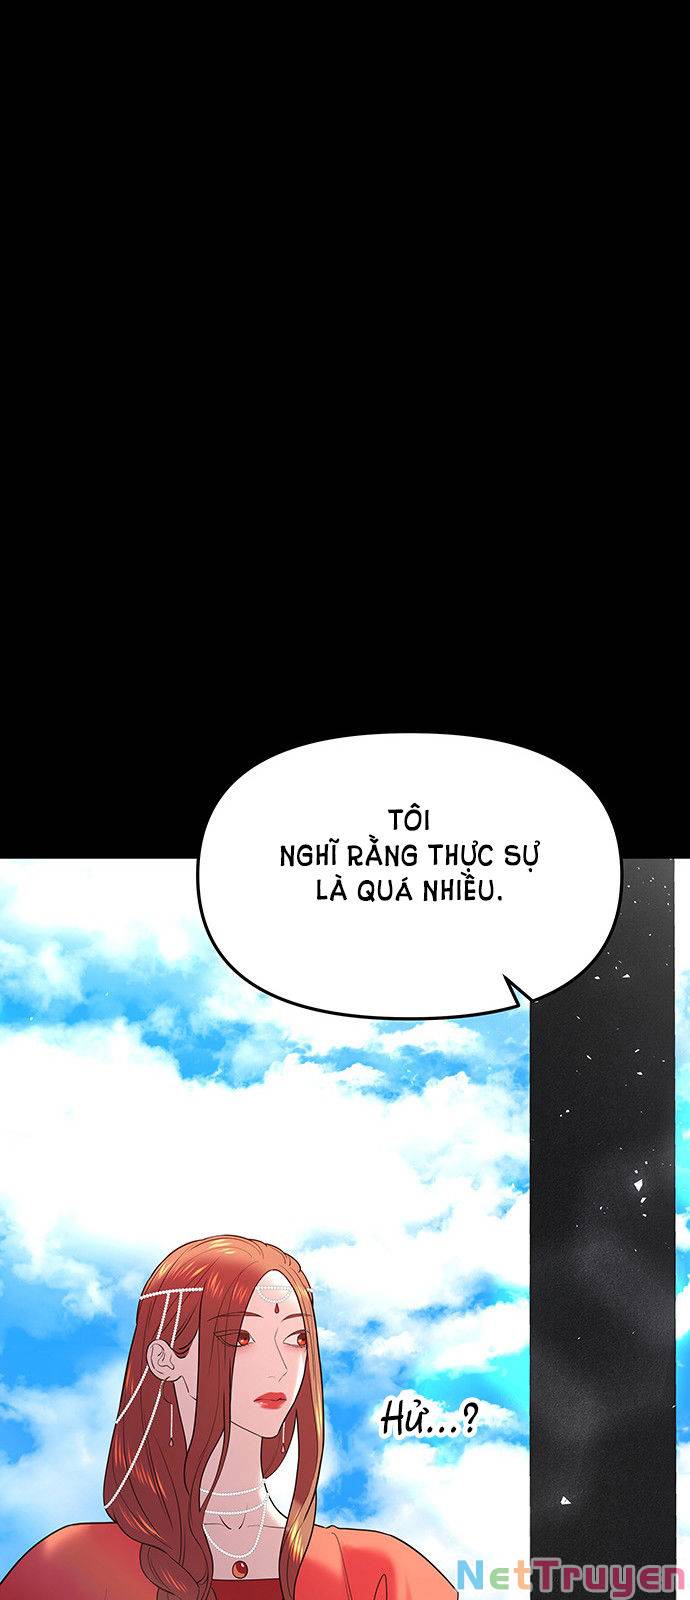 TÔI
NGHĨ RẰNG THỰC SỰ
LÀ QUÁ NHIỀU.
HỬ...?
NetTruyen